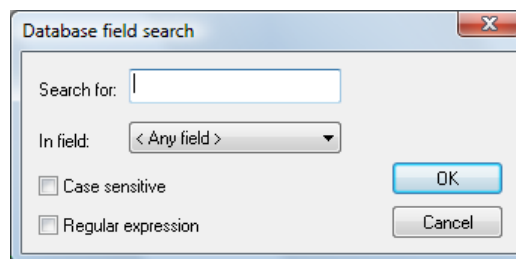 Database field search
Search for:
In field: < Any field >
Case sensitive
OK
Regular expression
Cancel